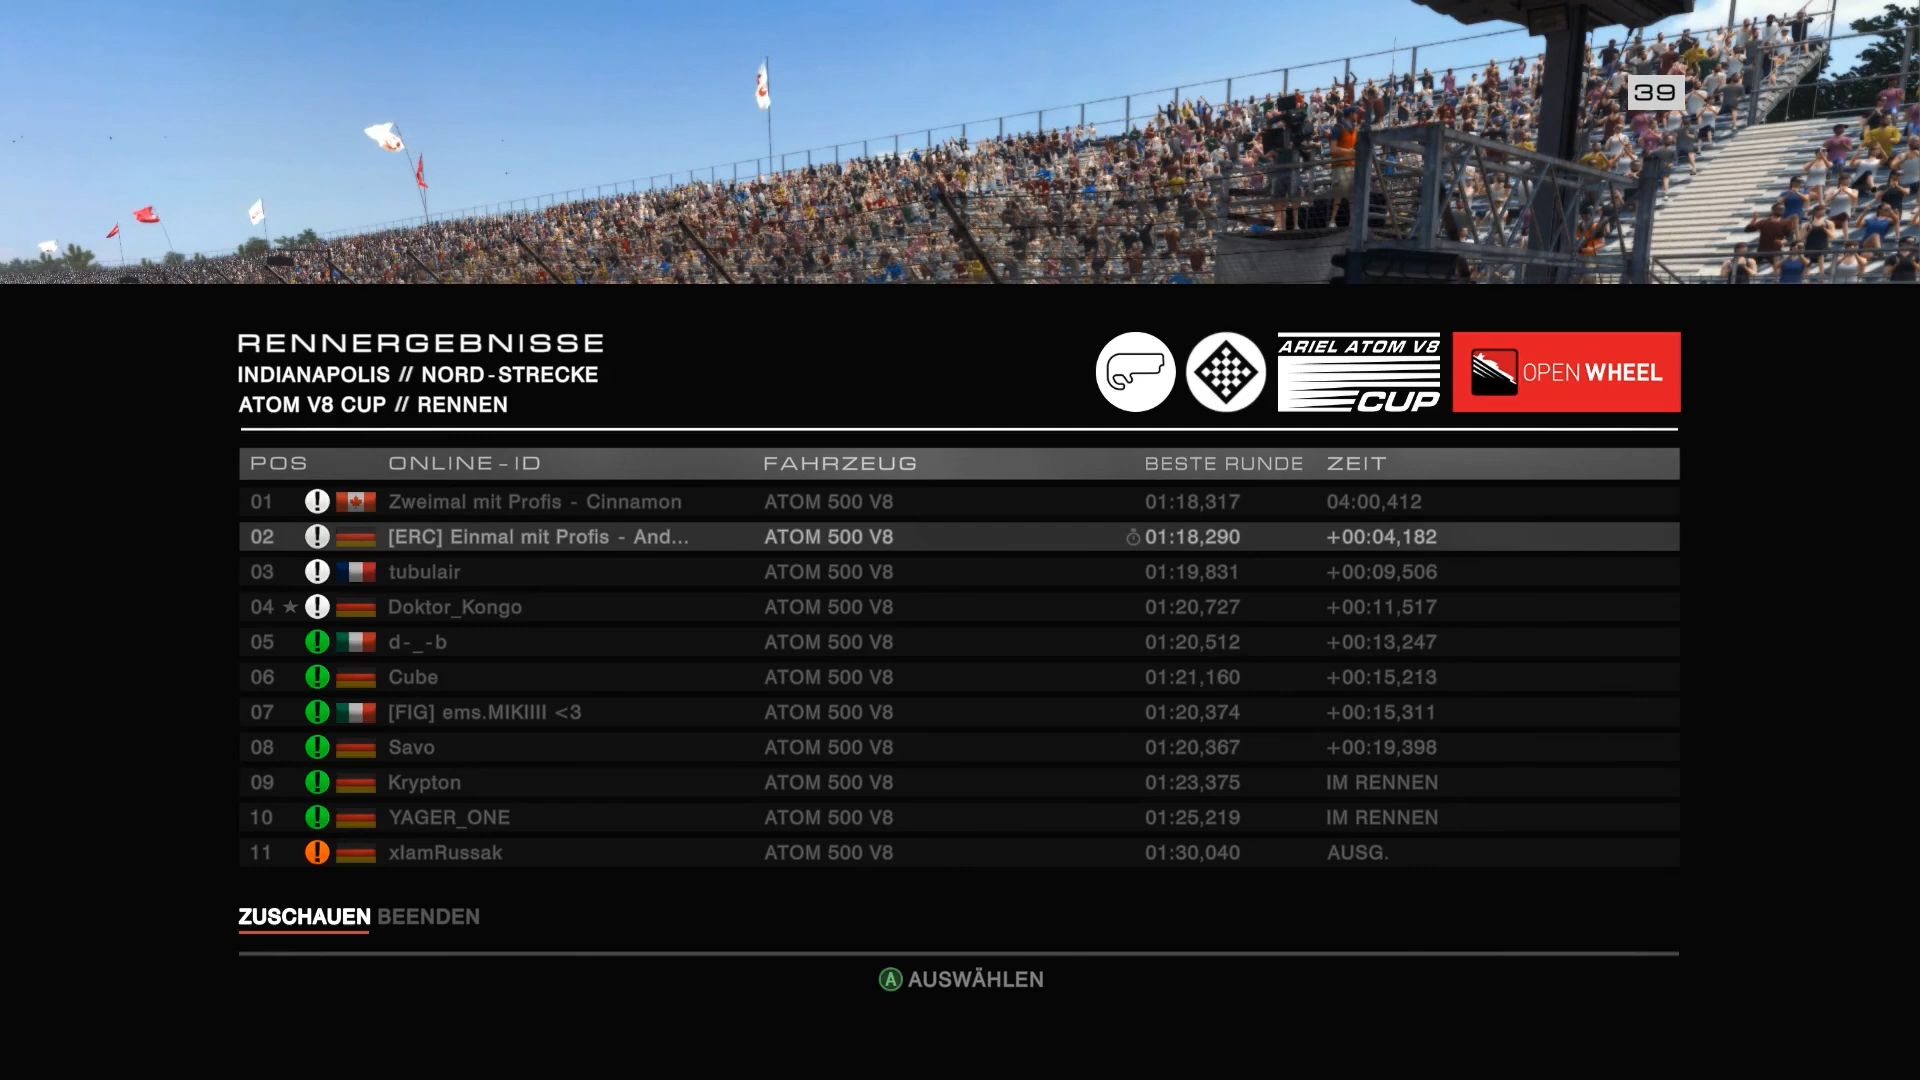 39
RENNERGEBNISSE
INDIANAPOLIS // NORD-STRECKE
ATOM V8 CUP // RENNEN
ARIEL ATOM V8
CUP
OPEN WHEEL
POS ONLINE-ID FAHRZEUG BESTE RUNDE ZEIT
01 Zweimal mit Profis - Cinnamon ATOM 500 V8 01:18,317 04:00,412
02 [ERC] Einmal mit Profis - And... ATOM 500 V8 01:18,290 +00:04,182
03 tubulair ATOM 500 V8 01:19,831 +00:09,506
04 ★ Doktor_Kongo ATOM 500 V8 01:20,727 +00:11,517
05 d-_-b ATOM 500 V8 01:20,512 +00:13,247
06 Cube ATOM 500 V8 01:21,160 +00:15,213
07 [FIG] ems.MIKIIII <3 ATOM 500 V8 01:20,374 +00:15,311
08 Savo ATOM 500 V8 01:20,367 +00:19,398
09 Krypton ATOM 500 V8 01:23,375 IM RENNEN
10 YAGER_ONE ATOM 500 V8 01:25,219 IM RENNEN
11 xIamRussak ATOM 500 V8 01:30,040 AUSG.
ZUSCHAUEN BEENDEN
A AUSWÄHLEN